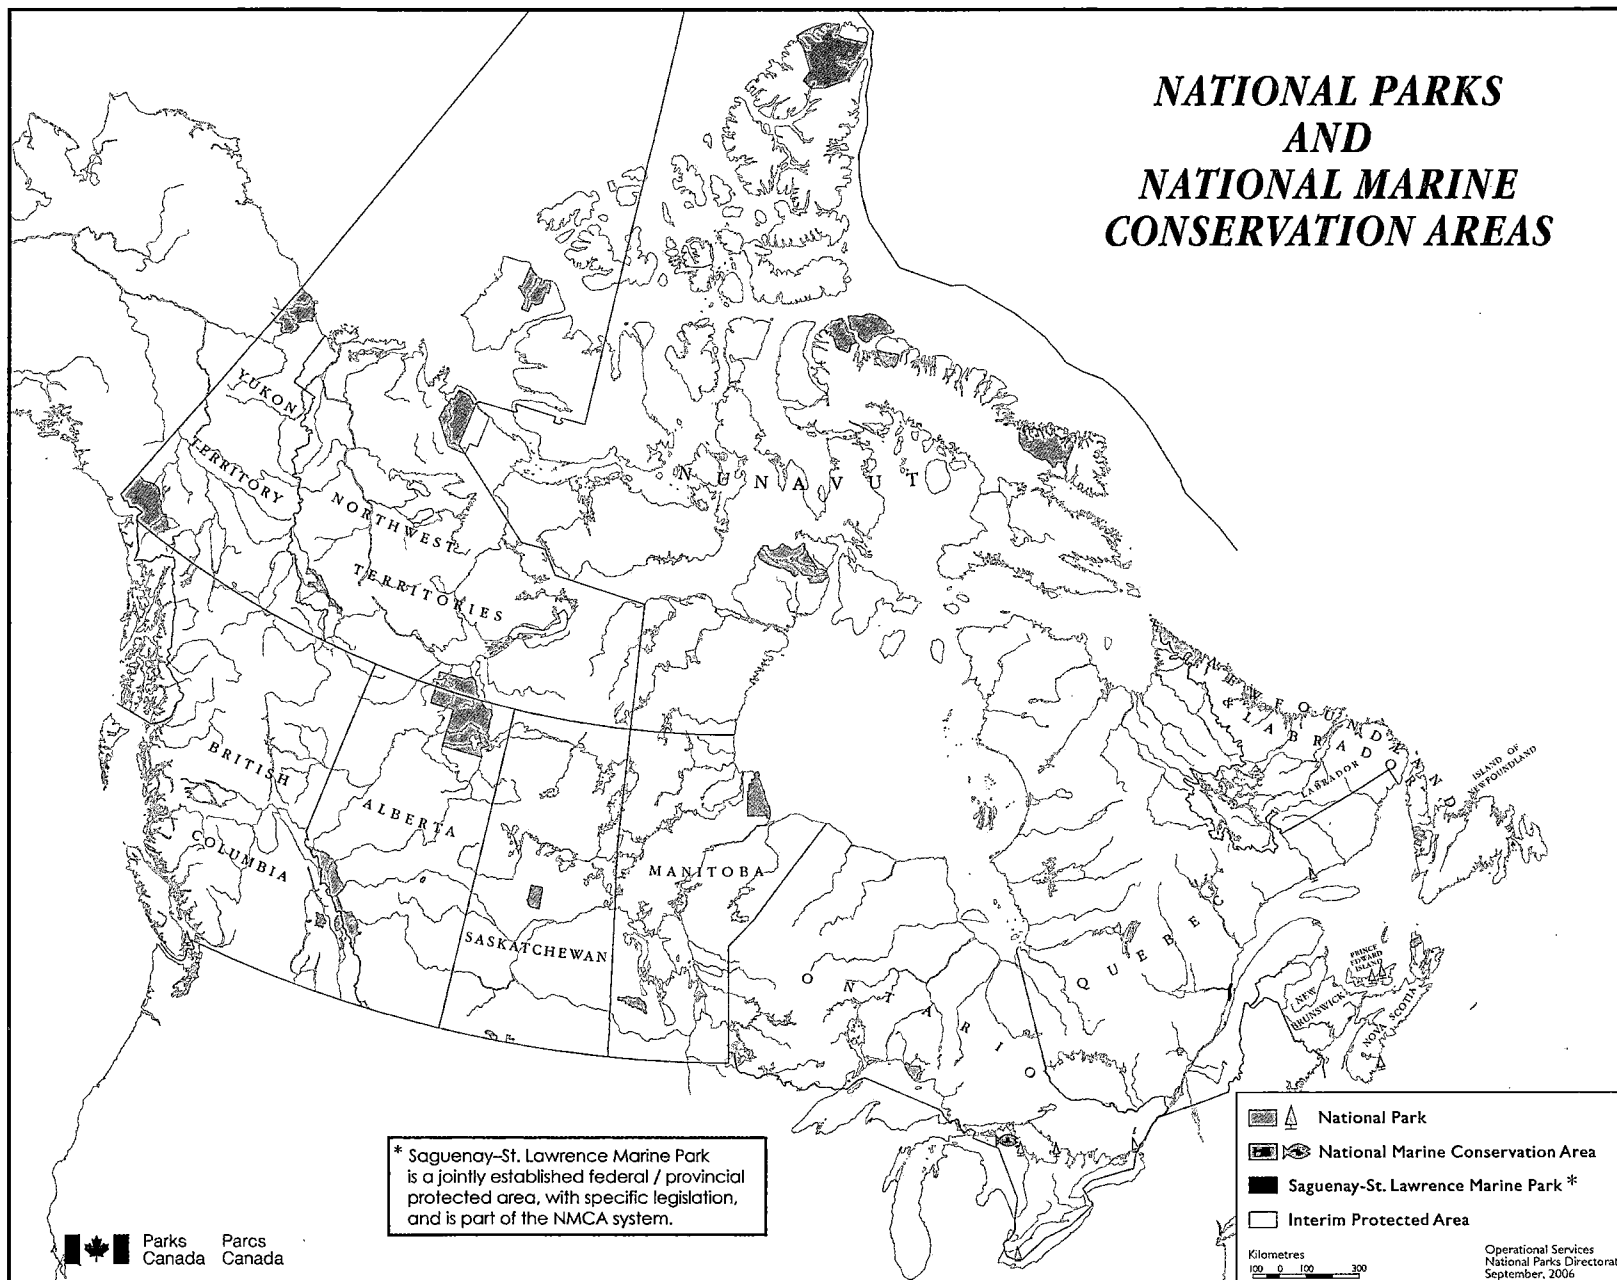 NATIONAL PARKS
AND
NATIONAL MARINE
CONSERVATION AREAS
YUKON
TERRITORY
NORTHWEST
TERRITORIES
NUNAVUT
BRITISH
COLUMBIA
ALBERTA
SASKATCHEWAN
MANITOBA
ONTARIO
QUEBEC
NEWFOUNDLAND
& LABRADOR
LABRADOR
ISLAND OF
NEWFOUNDLAND
PRINCE
EDWARD
ISLAND
NEW
BRUNSWICK
NOVA SCOTIA
* Saguenay–St. Lawrence Marine Park
is a jointly established federal / provincial
protected area, with specific legislation,
and is part of the NMCA system.
Parks Parcs
Canada Canada
National Park
National Marine Conservation Area
Saguenay-St. Lawrence Marine Park *
Interim Protected Area
Kilometres
100 0 100 300
Operational Services
National Parks Directorat
September, 2006